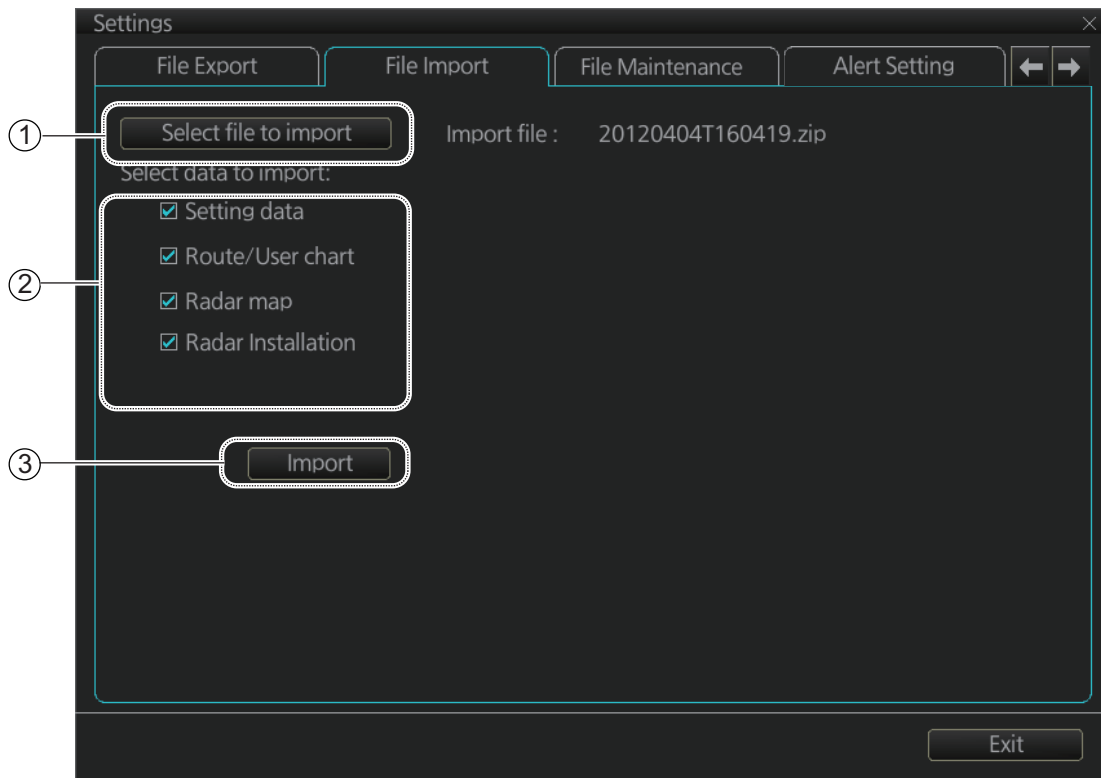 Settings
File Export File Import File Maintenance Alert Setting
① Select file to import Import file : 20120404T160419.zip
Select data to import:
Setting data
Route/User chart
② Radar map
Radar Installation
③ Import
Exit